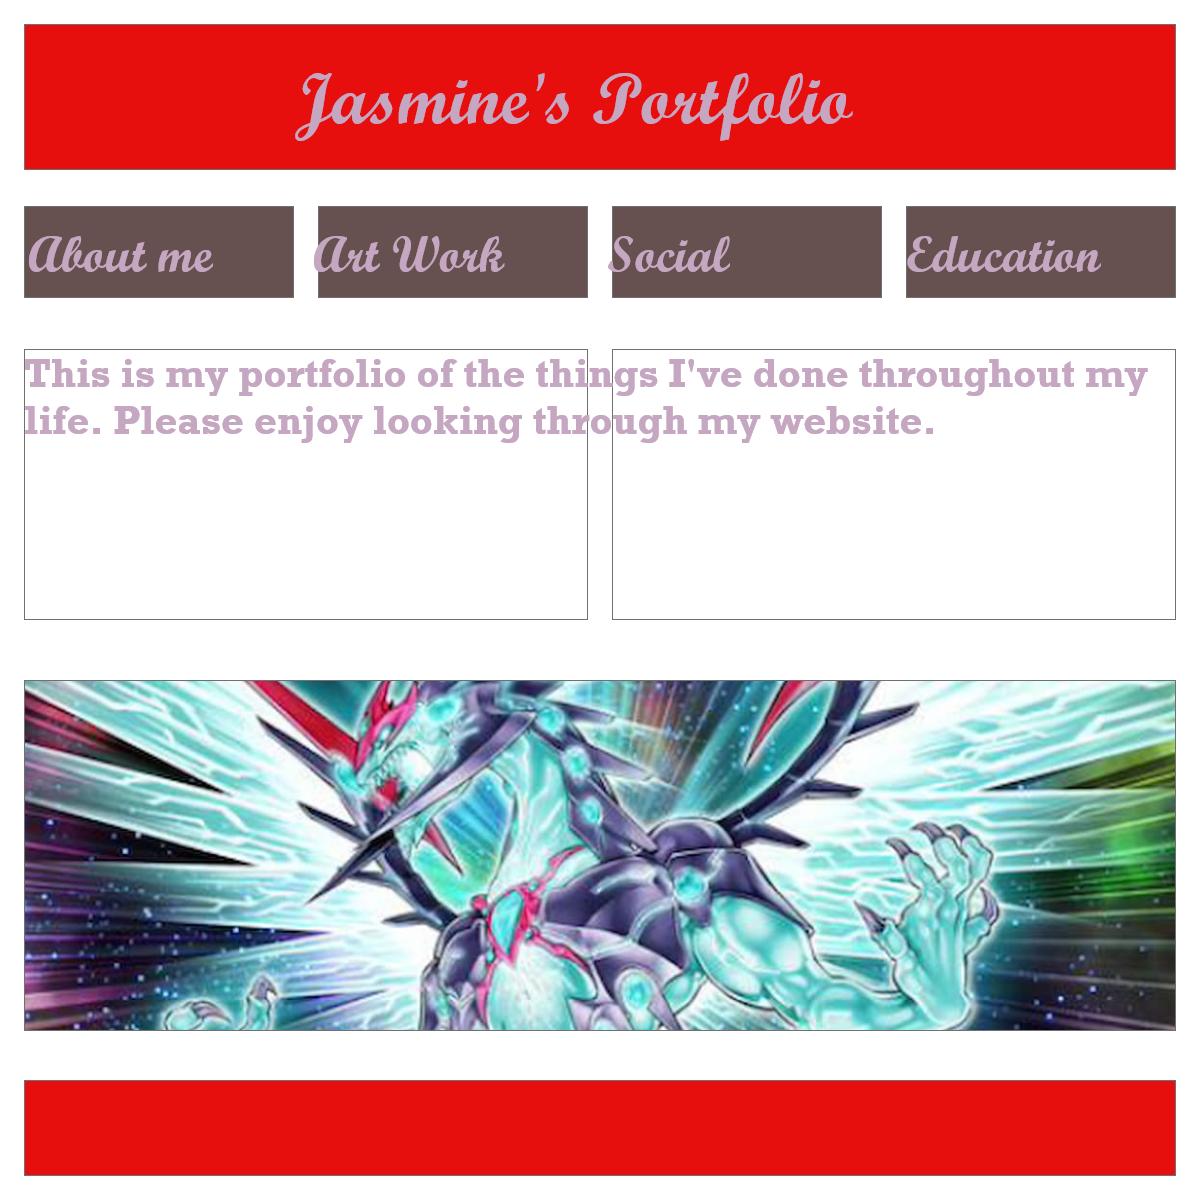 Jasmine's Portfolio
About me
Art Work
Social
Education
This is my portfolio of the things I've done throughout my
life. Please enjoy looking through my website.